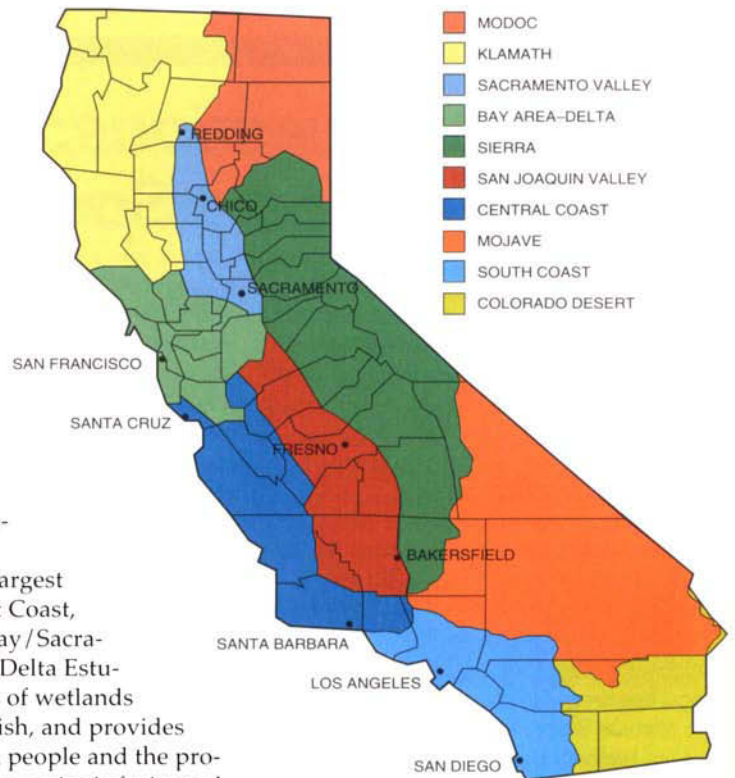 MODOC
KLAMATH
SACRAMENTO VALLEY
BAY AREA–DELTA
SIERRA
SAN JOAQUIN VALLEY
CENTRAL COAST
MOJAVE
SOUTH COAST
COLORADO DESERT
REDDING
CHICO
SACRAMENTO
SAN FRANCISCO
SANTA CRUZ
FRESNO
BAKERSFIELD
SANTA BARBARA
LOS ANGELES
SAN DIEGO
argest
Coast,
ay/Sacra-
Delta Estu-
of wetlands
ish, and provides
people and the pro-